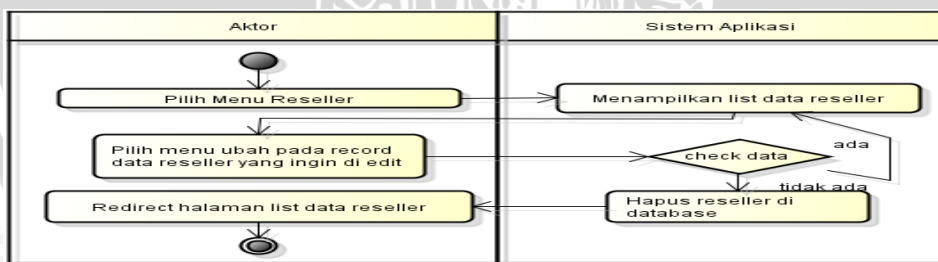 Aktor
Sistem Aplikasi
Pilih Menu Reseller
Menampilkan list data reseller
Pilih menu ubah pada record
data reseller yang ingin di edit
check data
ada
tidak ada
Hapus reseller di
database
Redirect halaman list data reseller